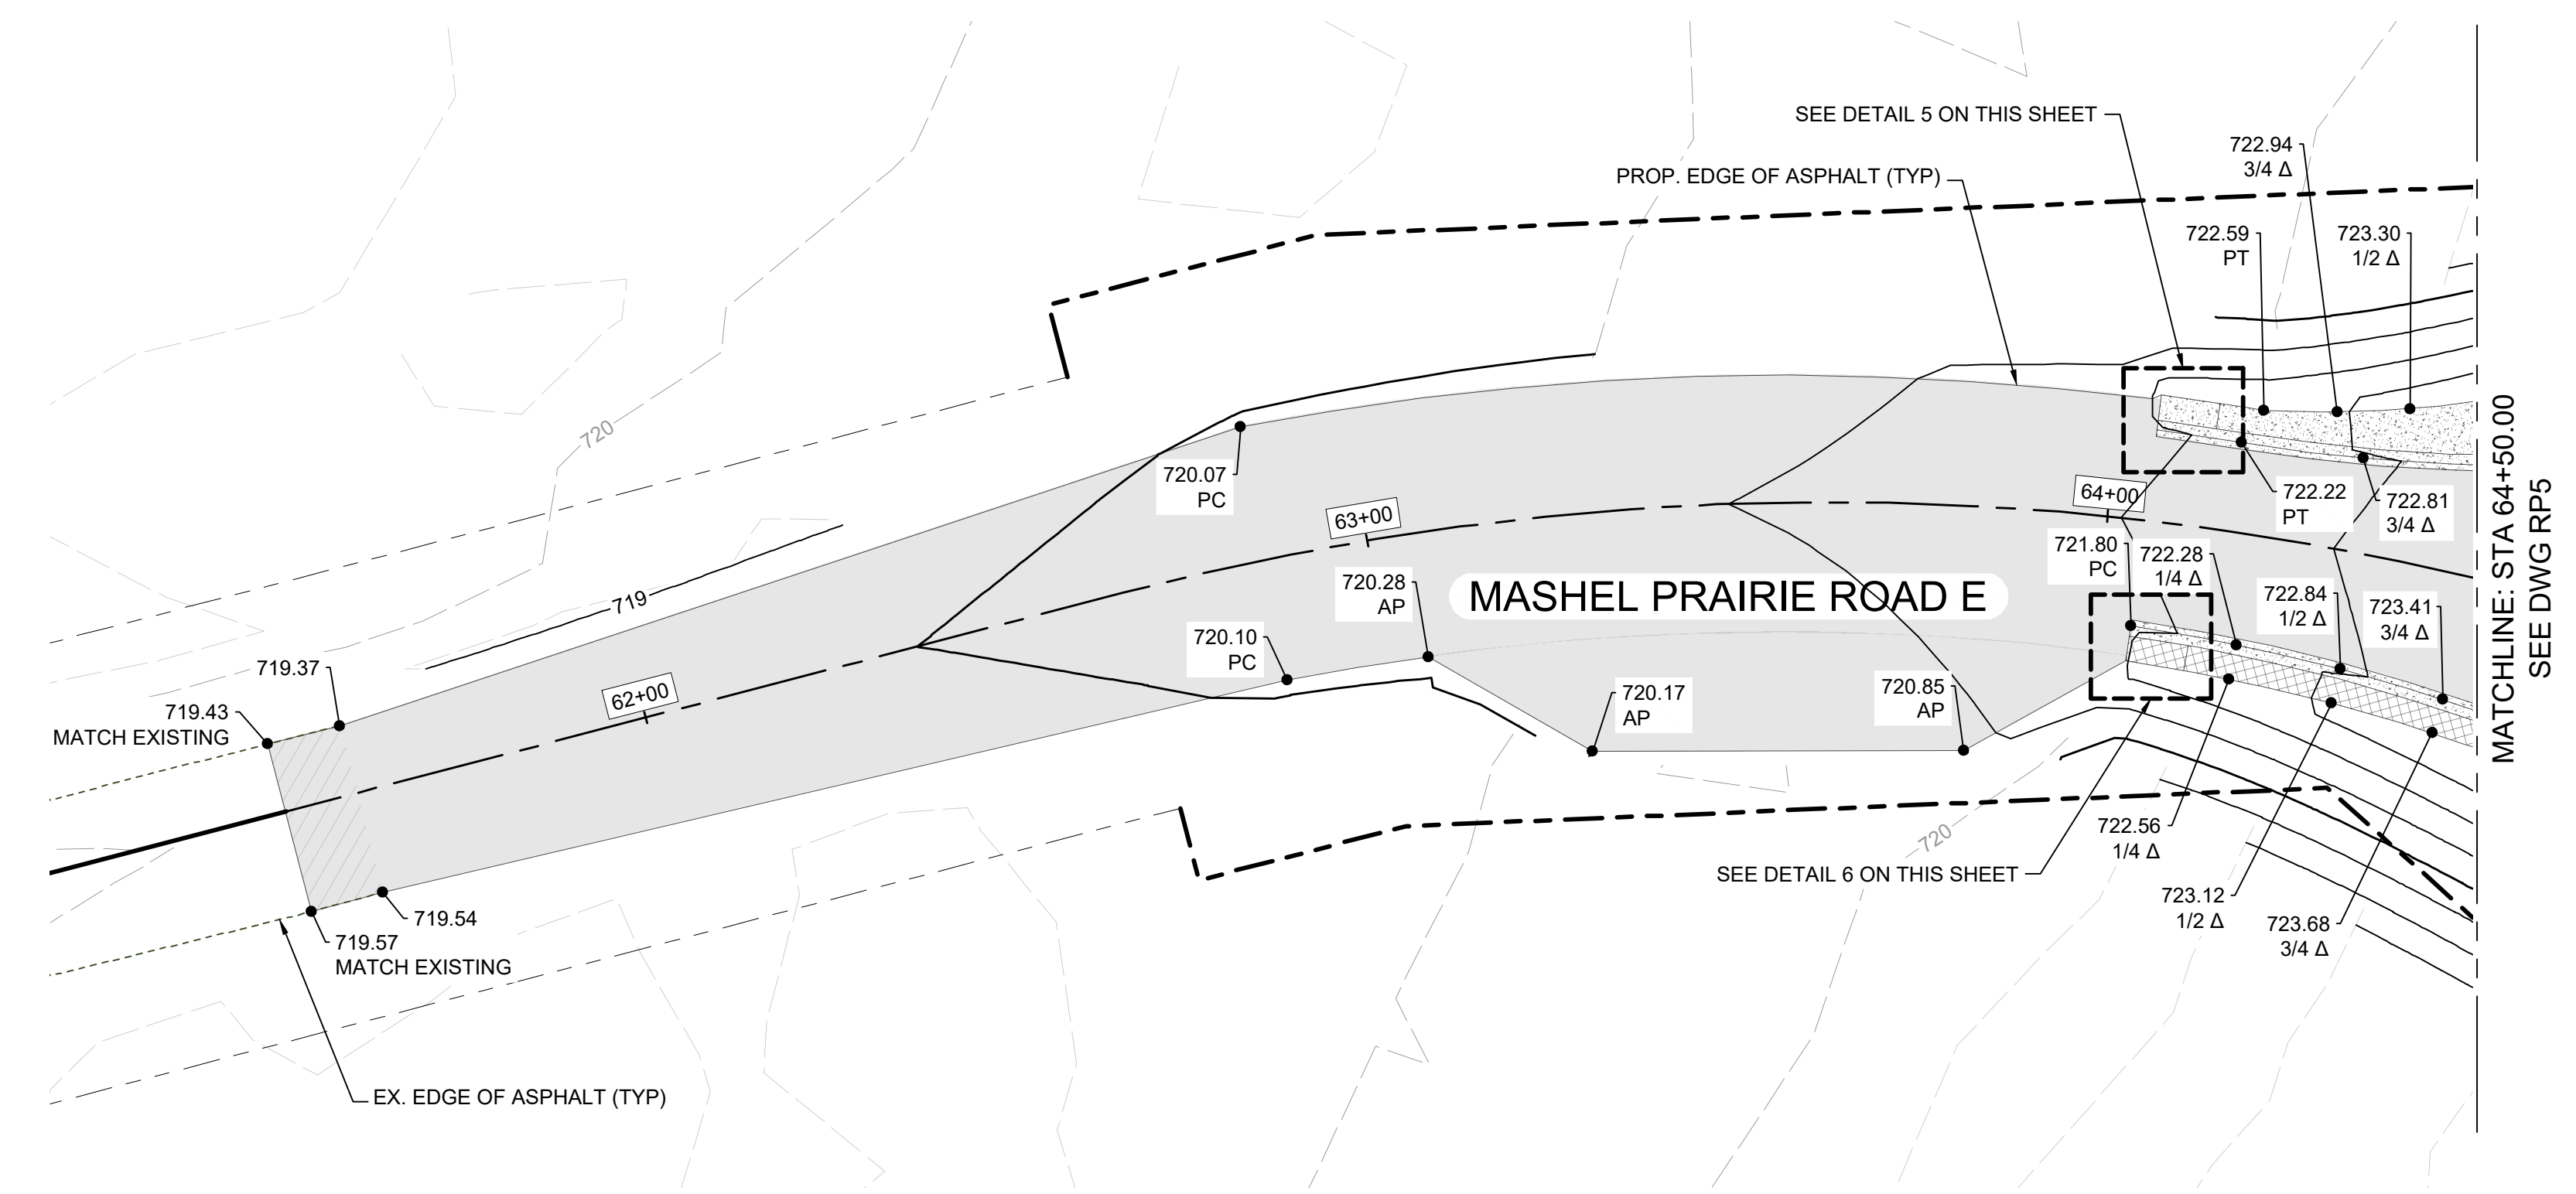 SEE DETAIL 5 ON THIS SHEET
722.94
3/4 Δ
PROP. EDGE OF ASPHALT (TYP)
722.59
PT
723.30
1/2 Δ
720
720.07
PC
63+00
64+00
722.22
PT
722.81
3/4 Δ
721.80
PC
722.28
1/4 Δ
720.28
AP
MASHEL PRAIRIE ROAD E
722.84
1/2 Δ
723.41
3/4 Δ
719
720.10
PC
719.37
62+00
720.17
AP
720.85
AP
719.43
MATCH EXISTING
722.56
1/4 Δ
720
SEE DETAIL 6 ON THIS SHEET
723.12
1/2 Δ
719.54
719.57
MATCH EXISTING
723.68
3/4 Δ
EX. EDGE OF ASPHALT (TYP)
MATCHLINE: STA 64+50.00
SEE DWG RP5